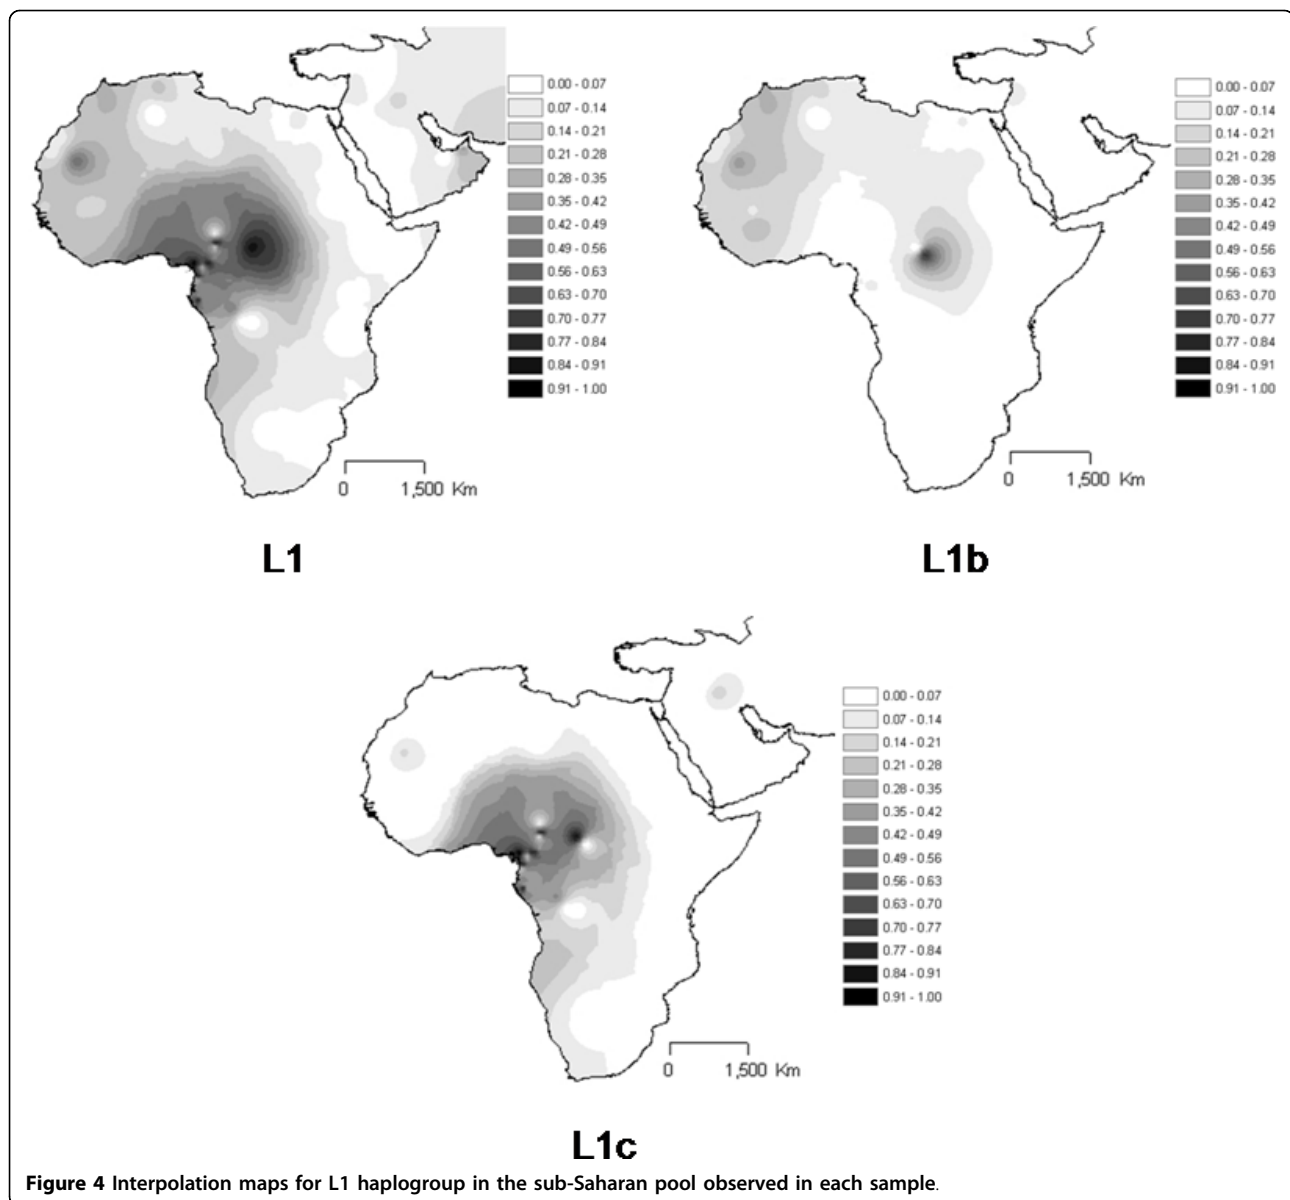 0.00 - 0.07
0.07 - 0.14
0.14 - 0.21
0.21 - 0.28
0.28 - 0.35
0.35 - 0.42
0.42 - 0.49
0.49 - 0.56
0.56 - 0.63
0.63 - 0.70
0.70 - 0.77
0.77 - 0.84
0.84 - 0.91
0.91 - 1.00
0 1,500 Km
L1
0.00 - 0.07
0.07 - 0.14
0.14 - 0.21
0.21 - 0.28
0.28 - 0.35
0.35 - 0.42
0.42 - 0.49
0.49 - 0.56
0.56 - 0.63
0.63 - 0.70
0.70 - 0.77
0.77 - 0.84
0.84 - 0.91
0.91 - 1.00
0 1,500 Km
L1b
0.00 - 0.07
0.07 - 0.14
0.14 - 0.21
0.21 - 0.28
0.28 - 0.35
0.35 - 0.42
0.42 - 0.49
0.49 - 0.56
0.56 - 0.63
0.63 - 0.70
0.70 - 0.77
0.77 - 0.84
0.84 - 0.91
0.91 - 1.00
0 1,500 Km
L1c
Figure 4 Interpolation maps for L1 haplogroup in the sub-Saharan pool observed in each sample.